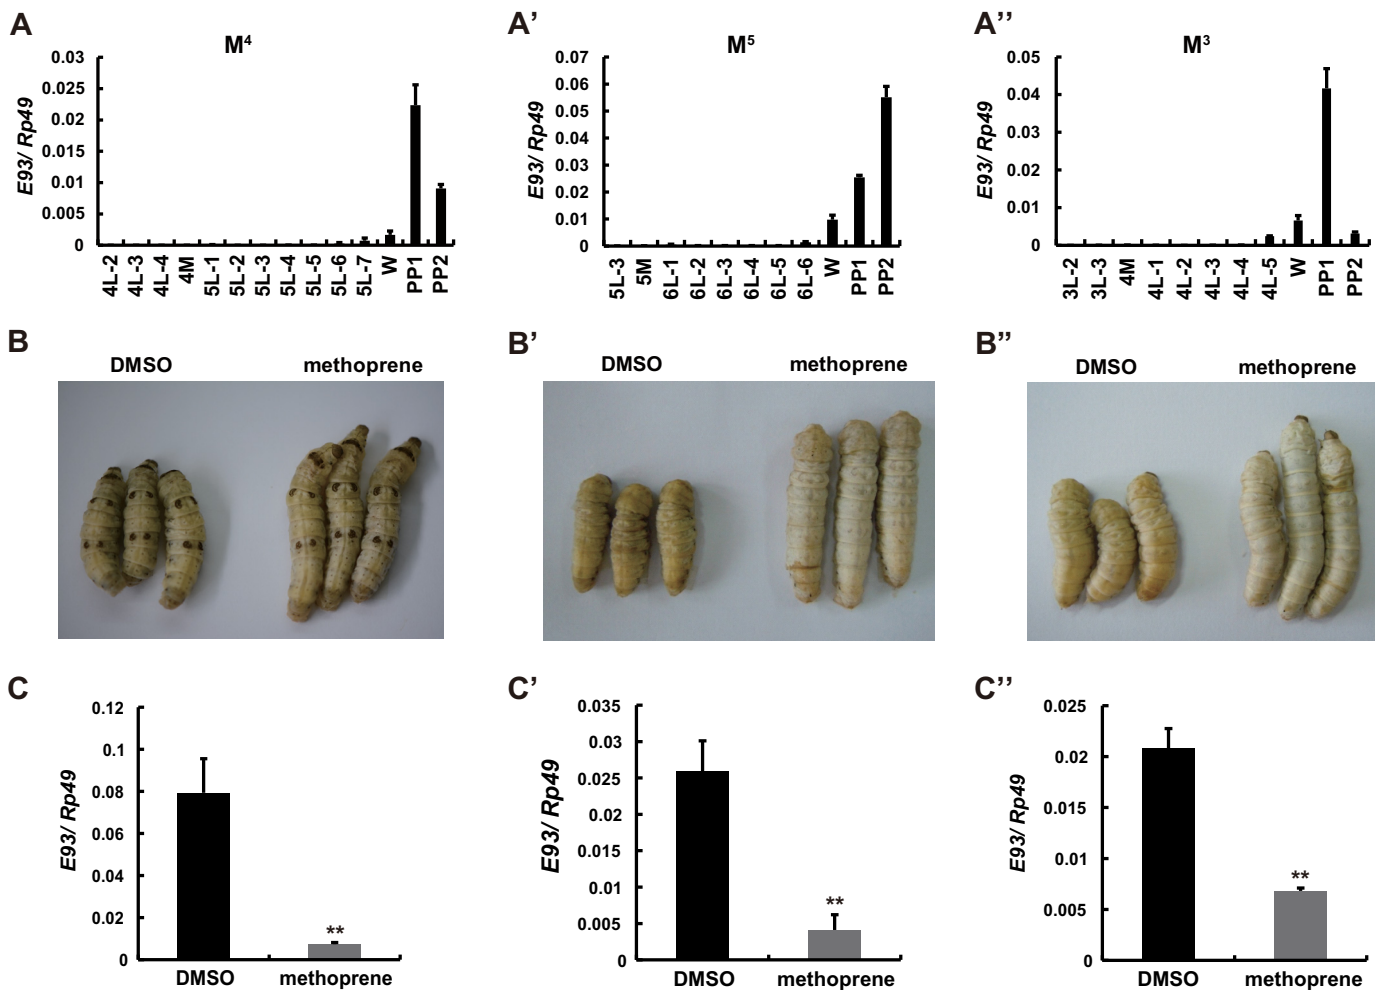 A
M⁴
0.03
0.025
0.02
0.015
0.01
0.005
0
E93/ Rp49
4L-2 4L-3 4L-4 4M 5L-1 5L-2 5L-3 5L-4 5L-5 5L-6 5L-7 W PP1 PP2
A’
M⁵
0.07
0.06
0.05
0.04
0.03
0.02
0.01
0
E93/ Rp49
5L-3 5M 6L-1 6L-2 6L-3 6L-4 6L-5 6L-6 W PP1 PP2
A’’
M³
0.05
0.04
0.03
0.02
0.01
0
E93/ Rp49
3L-2 3L-3 4M 4L-1 4L-2 4L-3 4L-4 4L-5 W PP1 PP2
B
DMSO methoprene
B’
DMSO methoprene
B’’
DMSO methoprene
C
0.12
0.1
0.08
0.06
0.04
0.02
0
E93/ Rp49
**
DMSO methoprene
C’
0.035
0.03
0.025
0.02
0.015
0.01
0.005
0
E93/ Rp49
**
DMSO methoprene
C’’
0.025
0.02
0.015
0.01
0.005
0
E93/ Rp49
**
DMSO methoprene